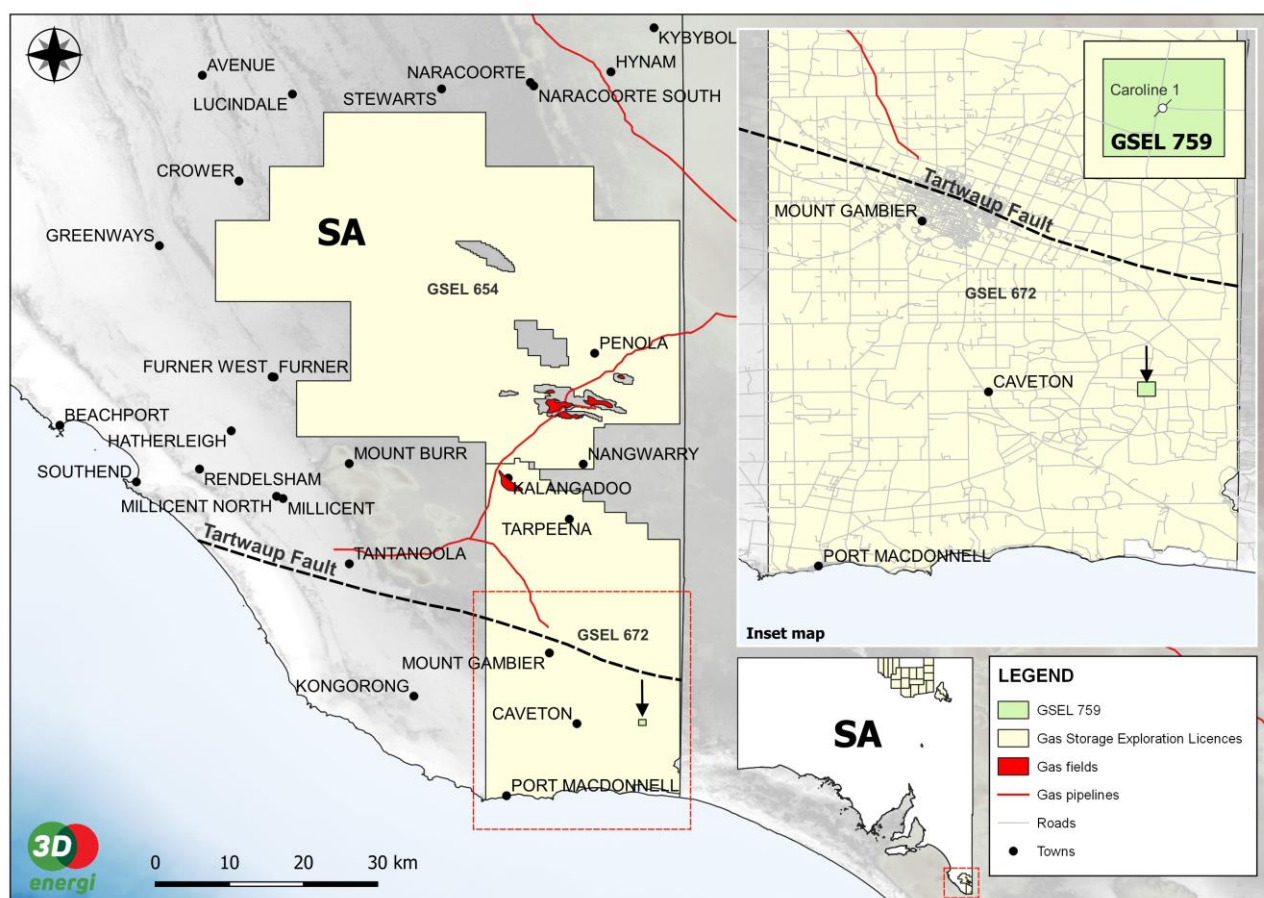 KYBYBOL
AVENUE
NARACOORTE
HYNAM
LUCINDALE
STEWARTS
NARACOORTE SOUTH
CROWER
SA
GREENWAYS
GSEL 654
PENOLA
FURNER WEST
FURNER
BEACHPORT
HATHERLEIGH
MOUNT BURR
NANGWARRY
SOUTHEND
RENDELSHAM
KALANGADOO
MILLICENT NORTH
MILLICENT
TARPEENA
Tartwaup Fault
TANTANOOLA
GSEL 672
MOUNT GAMBIER
KONGORONG
CAVETON
PORT MACDONNELL
3D
energi
0 10 20 30 km
Caroline 1
GSEL 759
Tartwaup Fault
MOUNT GAMBIER
GSEL 672
CAVETON
PORT MACDONNELL
Inset map
SA
LEGEND
GSEL 759
Gas Storage Exploration Licences
Gas fields
Gas pipelines
Roads
Towns